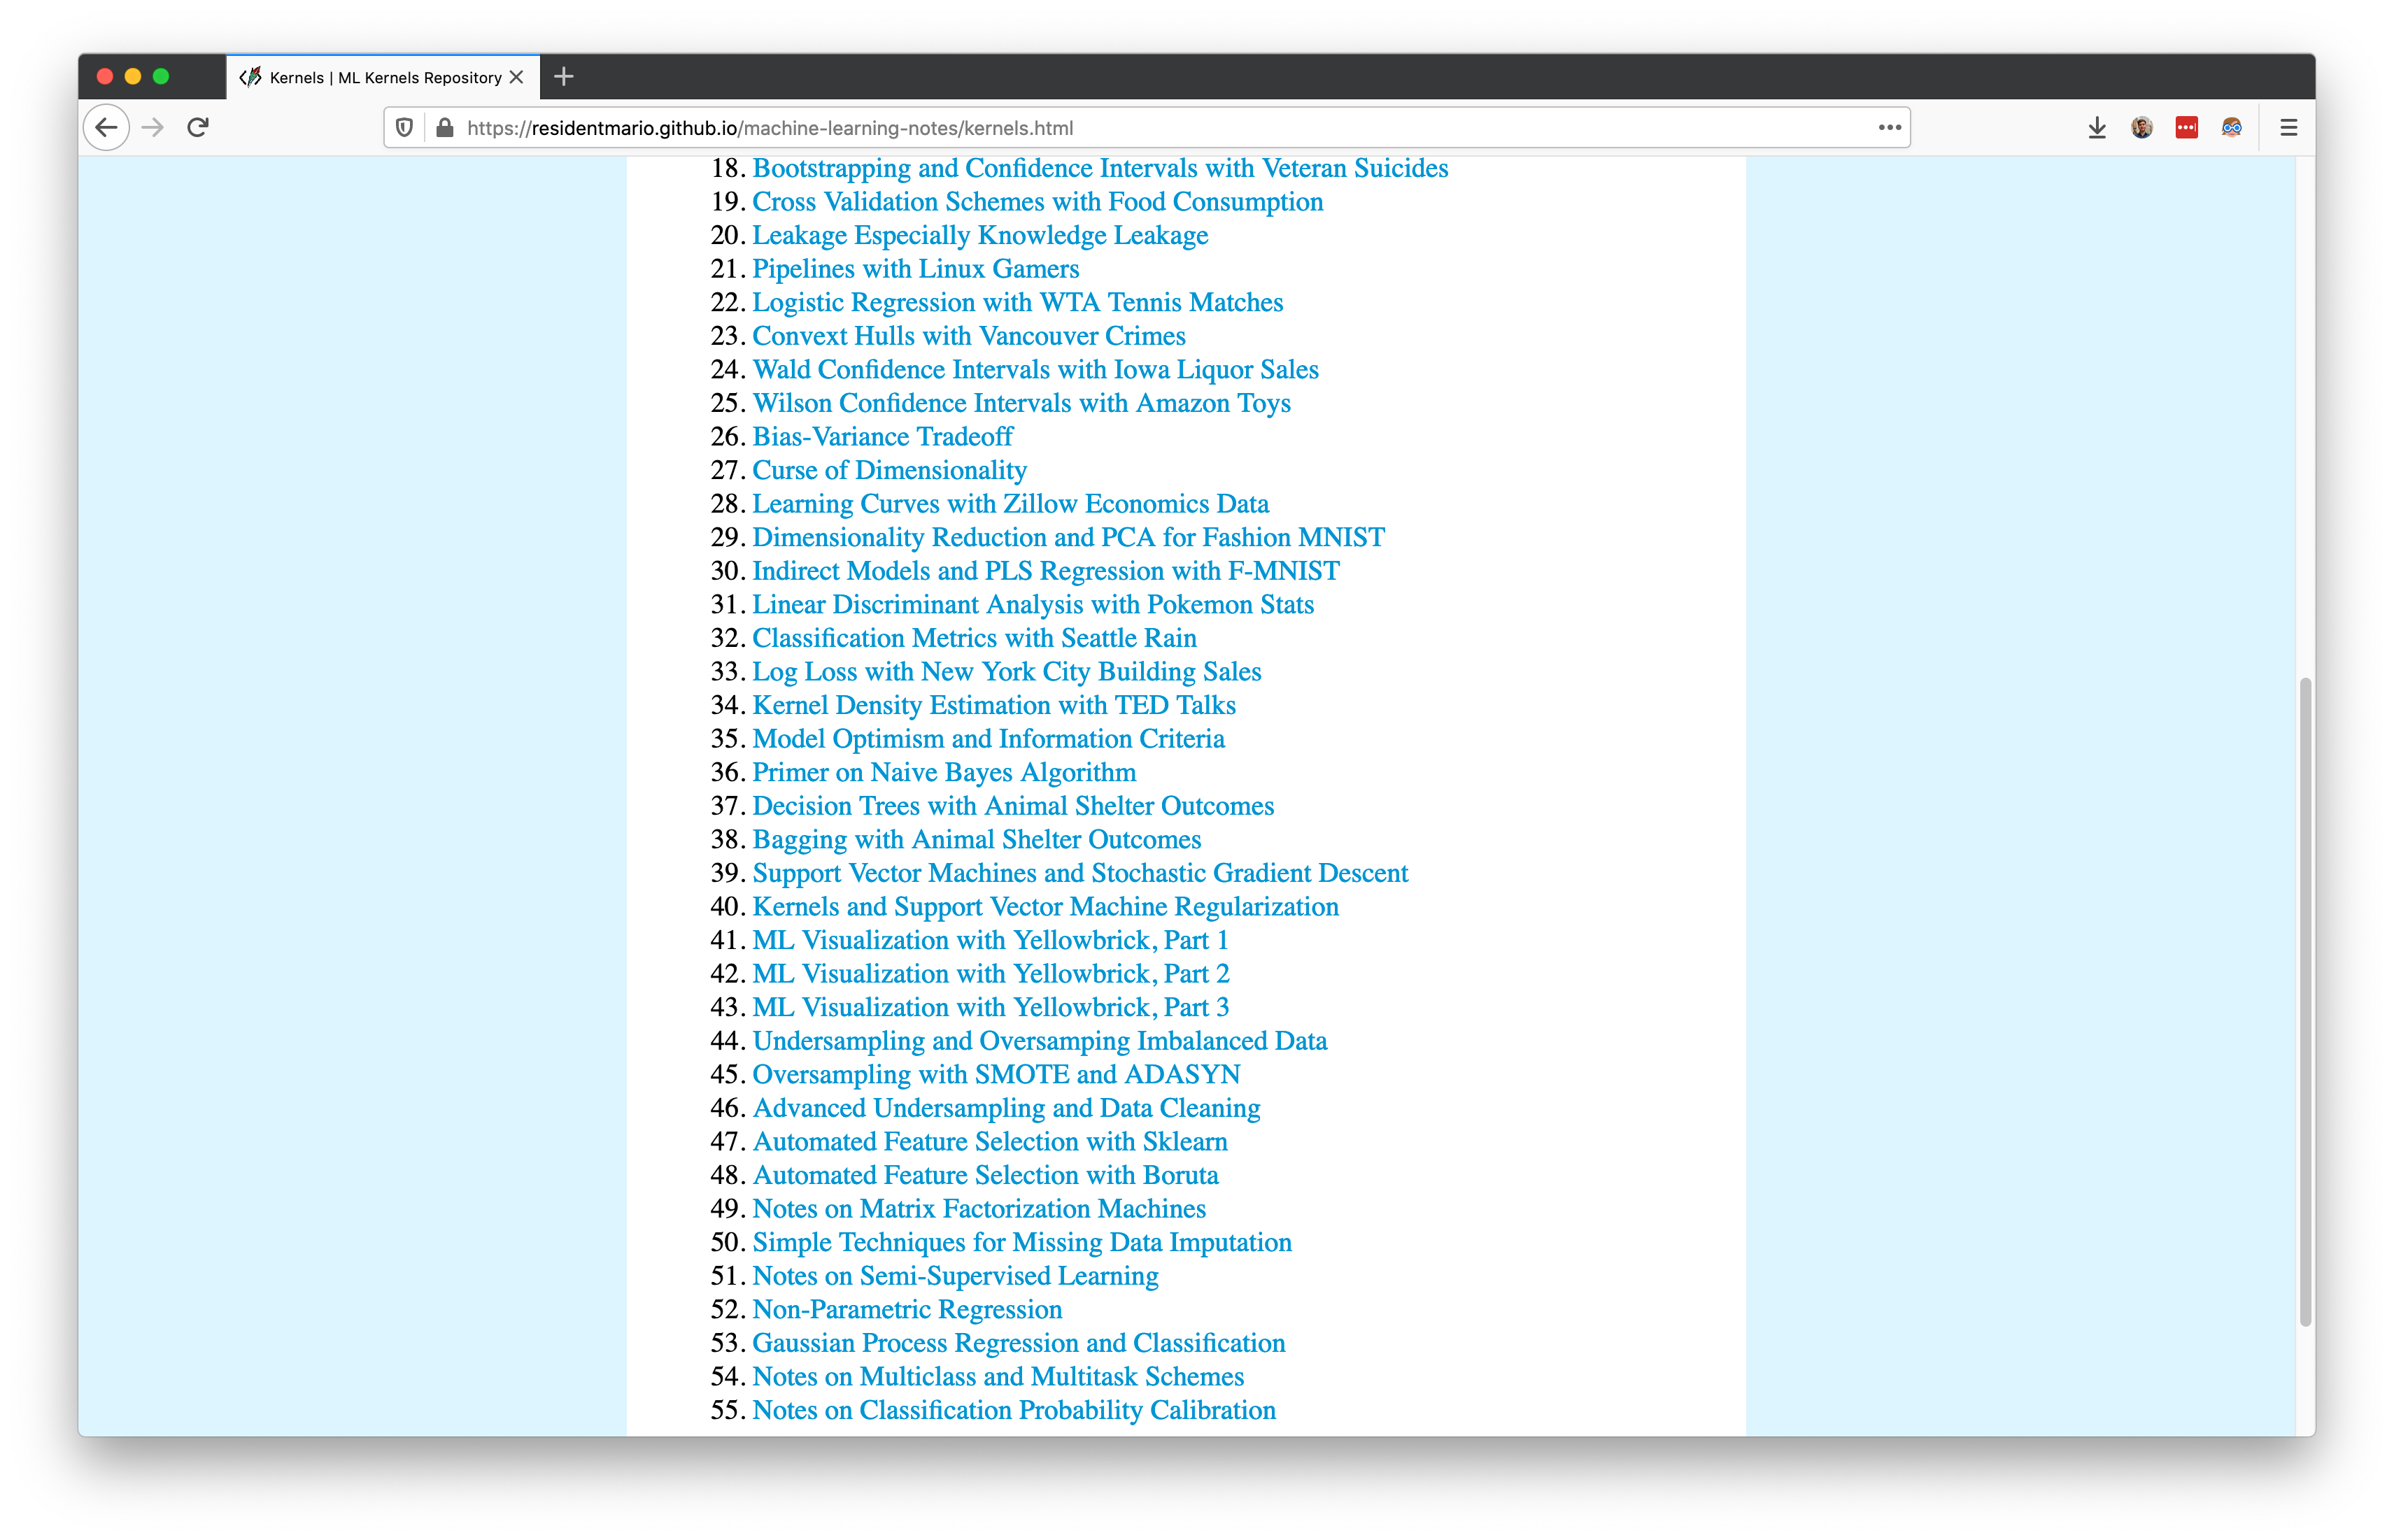 Kernels | ML Kernels Repository
https://residentmario.github.io/machine-learning-notes/kernels.html
18. Bootstrapping and Confidence Intervals with Veteran Suicides
19. Cross Validation Schemes with Food Consumption
20. Leakage Especially Knowledge Leakage
21. Pipelines with Linux Gamers
22. Logistic Regression with WTA Tennis Matches
23. Convext Hulls with Vancouver Crimes
24. Wald Confidence Intervals with Iowa Liquor Sales
25. Wilson Confidence Intervals with Amazon Toys
26. Bias-Variance Tradeoff
27. Curse of Dimensionality
28. Learning Curves with Zillow Economics Data
29. Dimensionality Reduction and PCA for Fashion MNIST
30. Indirect Models and PLS Regression with F-MNIST
31. Linear Discriminant Analysis with Pokemon Stats
32. Classification Metrics with Seattle Rain
33. Log Loss with New York City Building Sales
34. Kernel Density Estimation with TED Talks
35. Model Optimism and Information Criteria
36. Primer on Naive Bayes Algorithm
37. Decision Trees with Animal Shelter Outcomes
38. Bagging with Animal Shelter Outcomes
39. Support Vector Machines and Stochastic Gradient Descent
40. Kernels and Support Vector Machine Regularization
41. ML Visualization with Yellowbrick, Part 1
42. ML Visualization with Yellowbrick, Part 2
43. ML Visualization with Yellowbrick, Part 3
44. Undersampling and Oversamping Imbalanced Data
45. Oversampling with SMOTE and ADASYN
46. Advanced Undersampling and Data Cleaning
47. Automated Feature Selection with Sklearn
48. Automated Feature Selection with Boruta
49. Notes on Matrix Factorization Machines
50. Simple Techniques for Missing Data Imputation
51. Notes on Semi-Supervised Learning
52. Non-Parametric Regression
53. Gaussian Process Regression and Classification
54. Notes on Multiclass and Multitask Schemes
55. Notes on Classification Probability Calibration